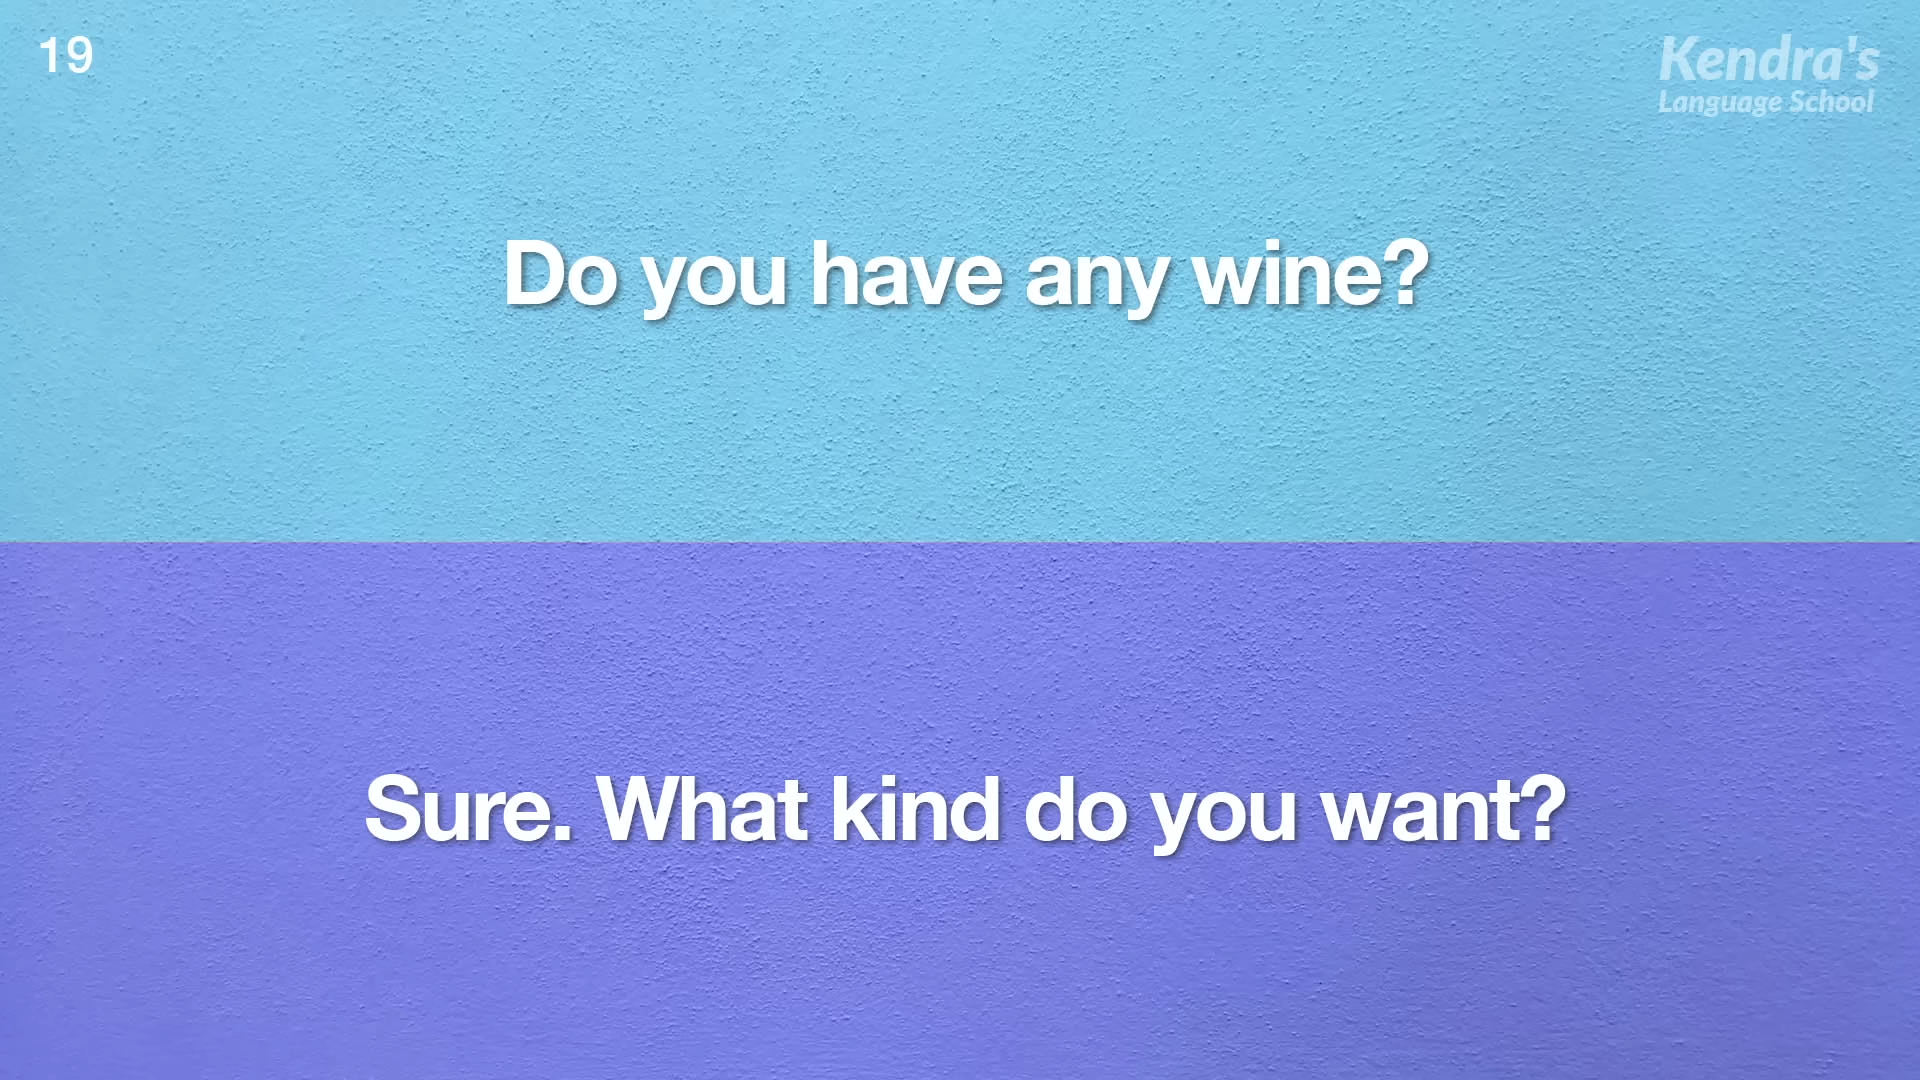 19
Kendra's
Language School
Do you have any wine?
Sure. What kind do you want?